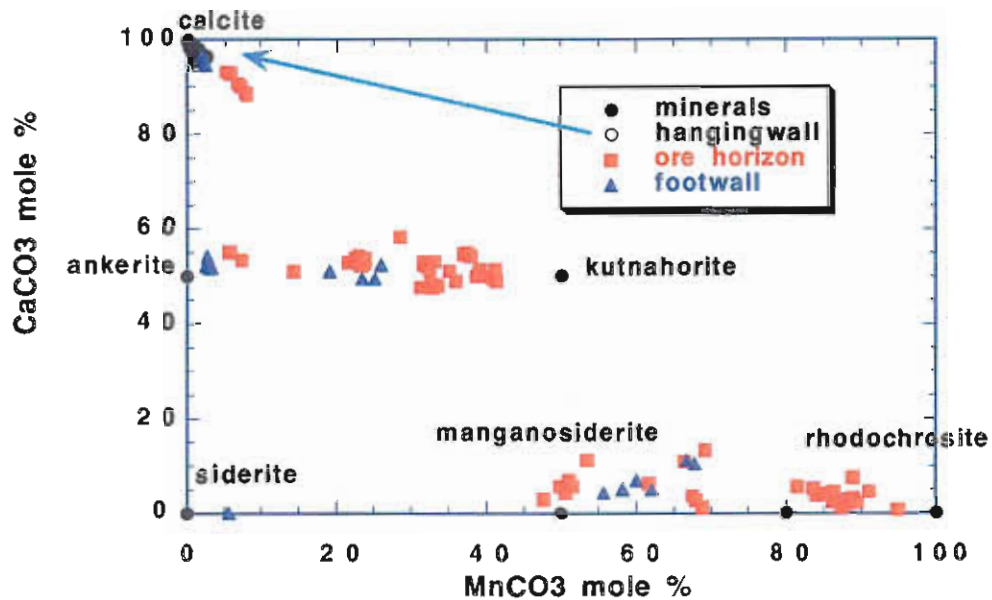 calcite
100
80
60
40
20
0
CaCO3 mole %
minerals
hangingwall
ore horizon
footwall
ankerite
kutnahorite
manganosiderite
rhodochrosite
siderite
0 20 40 60 80 100
MnCO3 mole %